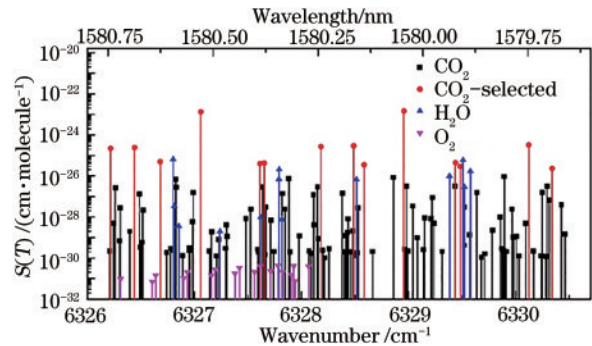 Wavelength/nm
1580.75 1580.50 1580.25 1580.00 1579.75
10⁻²⁰
10⁻²²
10⁻²⁴
10⁻²⁶
10⁻²⁸
10⁻³⁰
10⁻³²
S(T) /(cm·molecule⁻¹)
CO₂
CO₂-selected
H₂O
O₂
6326 6327 6328 6329 6330
Wavenumber /cm⁻¹